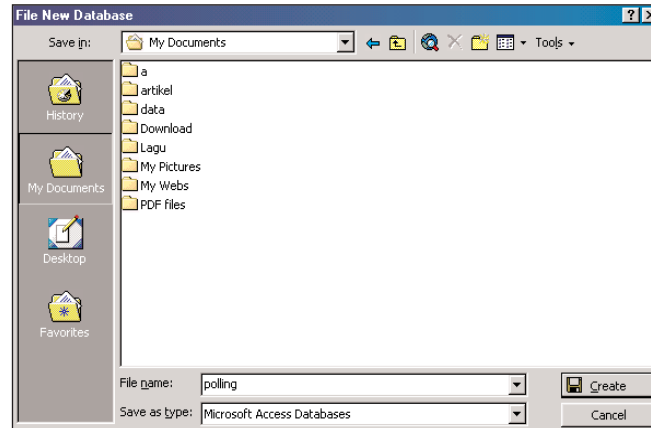 File New Database
Save in: My Documents Tools
History
My Documents
Desktop
Favorites
a
artikel
data
Download
Lagu
My Pictures
My Webs
PDF files
File name: polling Create
Save as type: Microsoft Access Databases Cancel